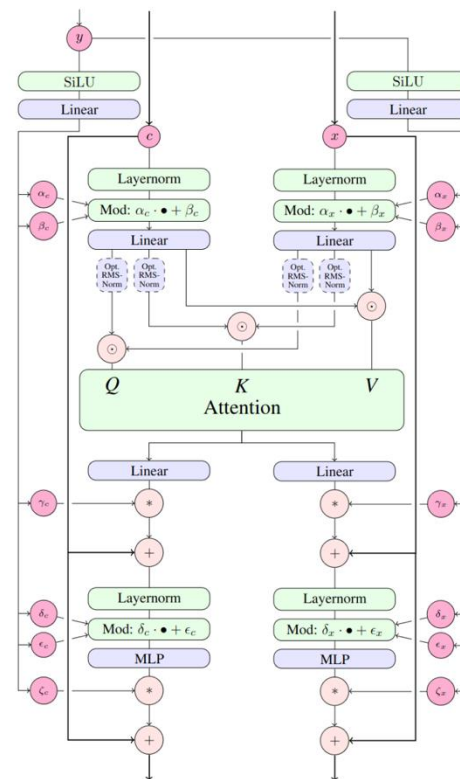 y
SiLU SiLU
Linear Linear
c x
Layernorm Layernorm
α_c α_x
Mod: α_c · • + β_c Mod: α_x · • + β_x
β_c β_x
Linear Linear
Opt. RMS-Norm Opt. RMS-Norm Opt. RMS-Norm Opt. RMS-Norm
⊙
⊙
⊙
Q K V
Attention
Linear Linear
γ_c * * γ_x
+ +
Layernorm Layernorm
δ_c δ_x
Mod: δ_c · • + ϵ_c Mod: δ_x · • + ϵ_x
ϵ_c ϵ_x
MLP MLP
ζ_c * * ζ_x
+ +